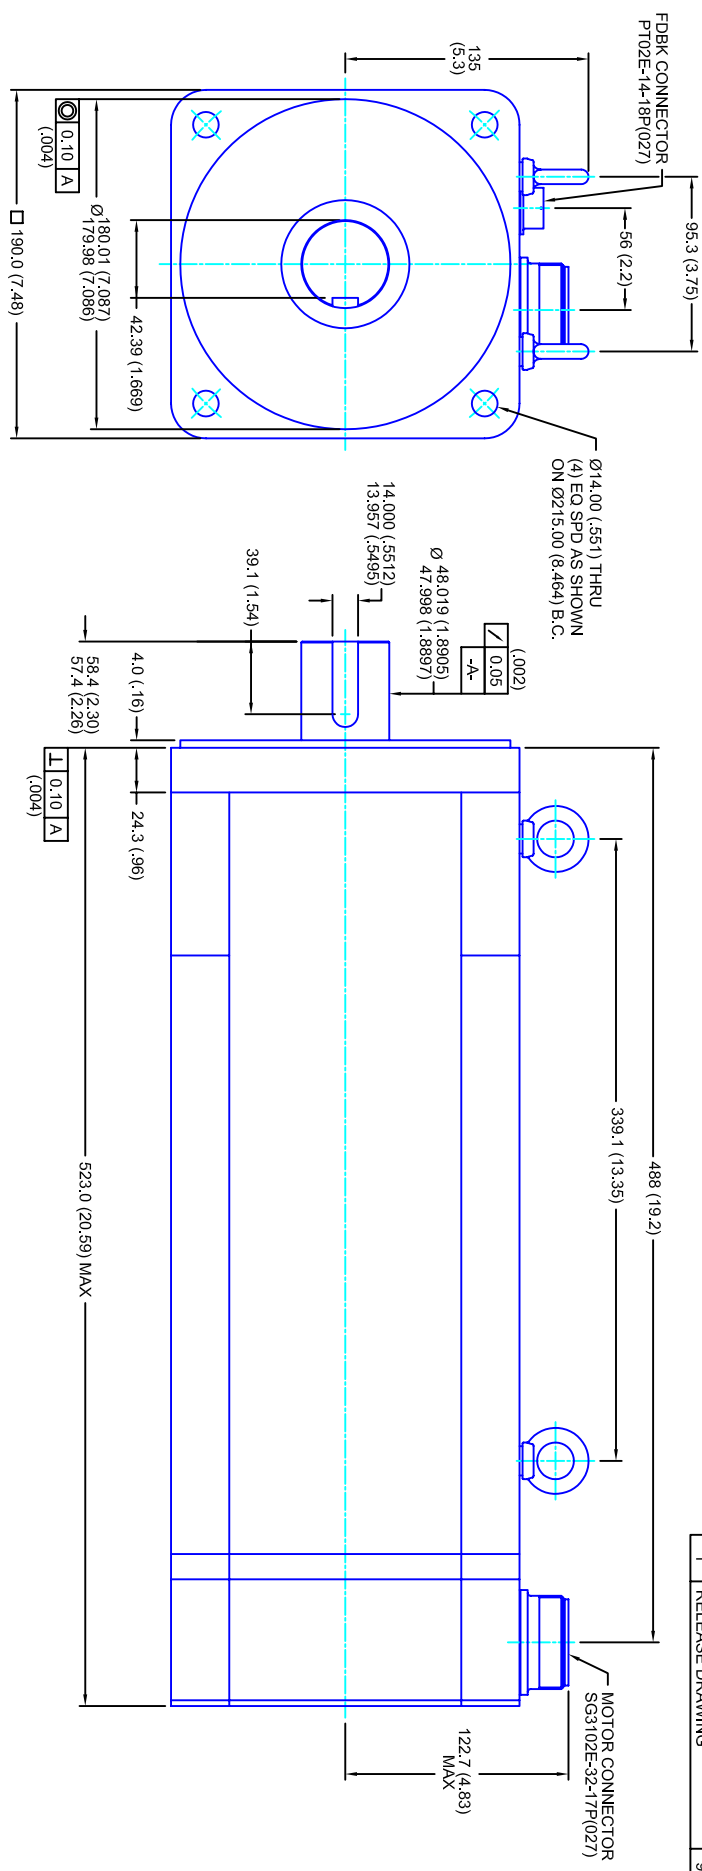 FDBK CONNECTOR
PT02E-14-18P(027)
135
(5.3)
95.3 (3.75)
56 (2.2)
0.10 A
(.004)
Ø180.01 (7.087)
179.98 (7.086)
190.0 (7.48)
42.39 (1.669)
Ø14.00 (.551) THRU
(4) EQ SPD AS SHOWN
ON Ø215.00 (8.464) B.C.
14.000 (.5512)
13.957 (.5495)
Ø 48.019 (1.8905)
47.998 (1.8897)
(.002)
0.05
-A-
39.1 (1.54)
58.4 (2.30)
57.4 (2.26)
4.0 (.16)
⊥ 0.10 A
(.004)
24.3 (.96)
488 (19.2)
339.1 (13.35)
523.0 (20.59) MAX
122.7 (4.83)
MAX
MOTOR CONNECTOR
SG3102E-32-17P(027)
RELEASE DRAWING